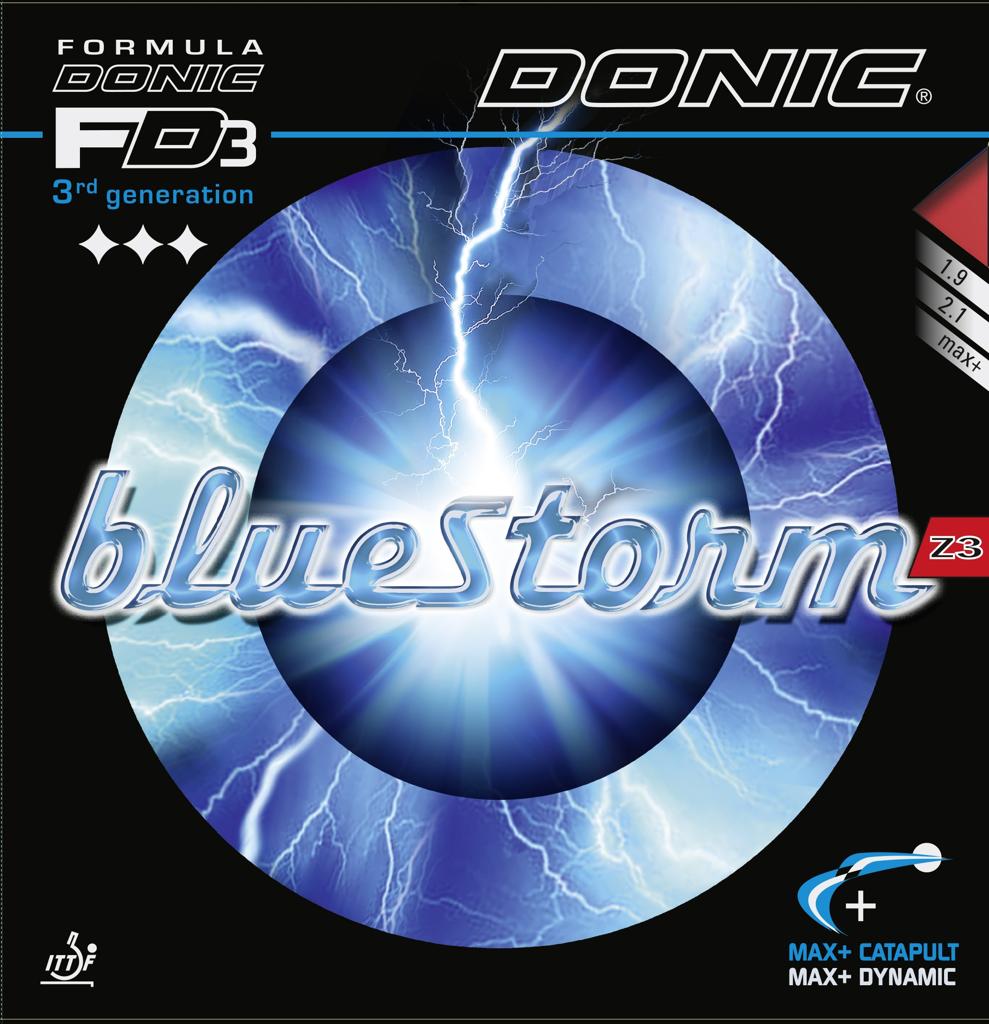 FORMULA
DONIC
FD3
3rd generation
DONIC®
1.9
2.1
max+
bluestorm
Z3
ITTF
MAX+ CATAPULT
MAX+ DYNAMIC